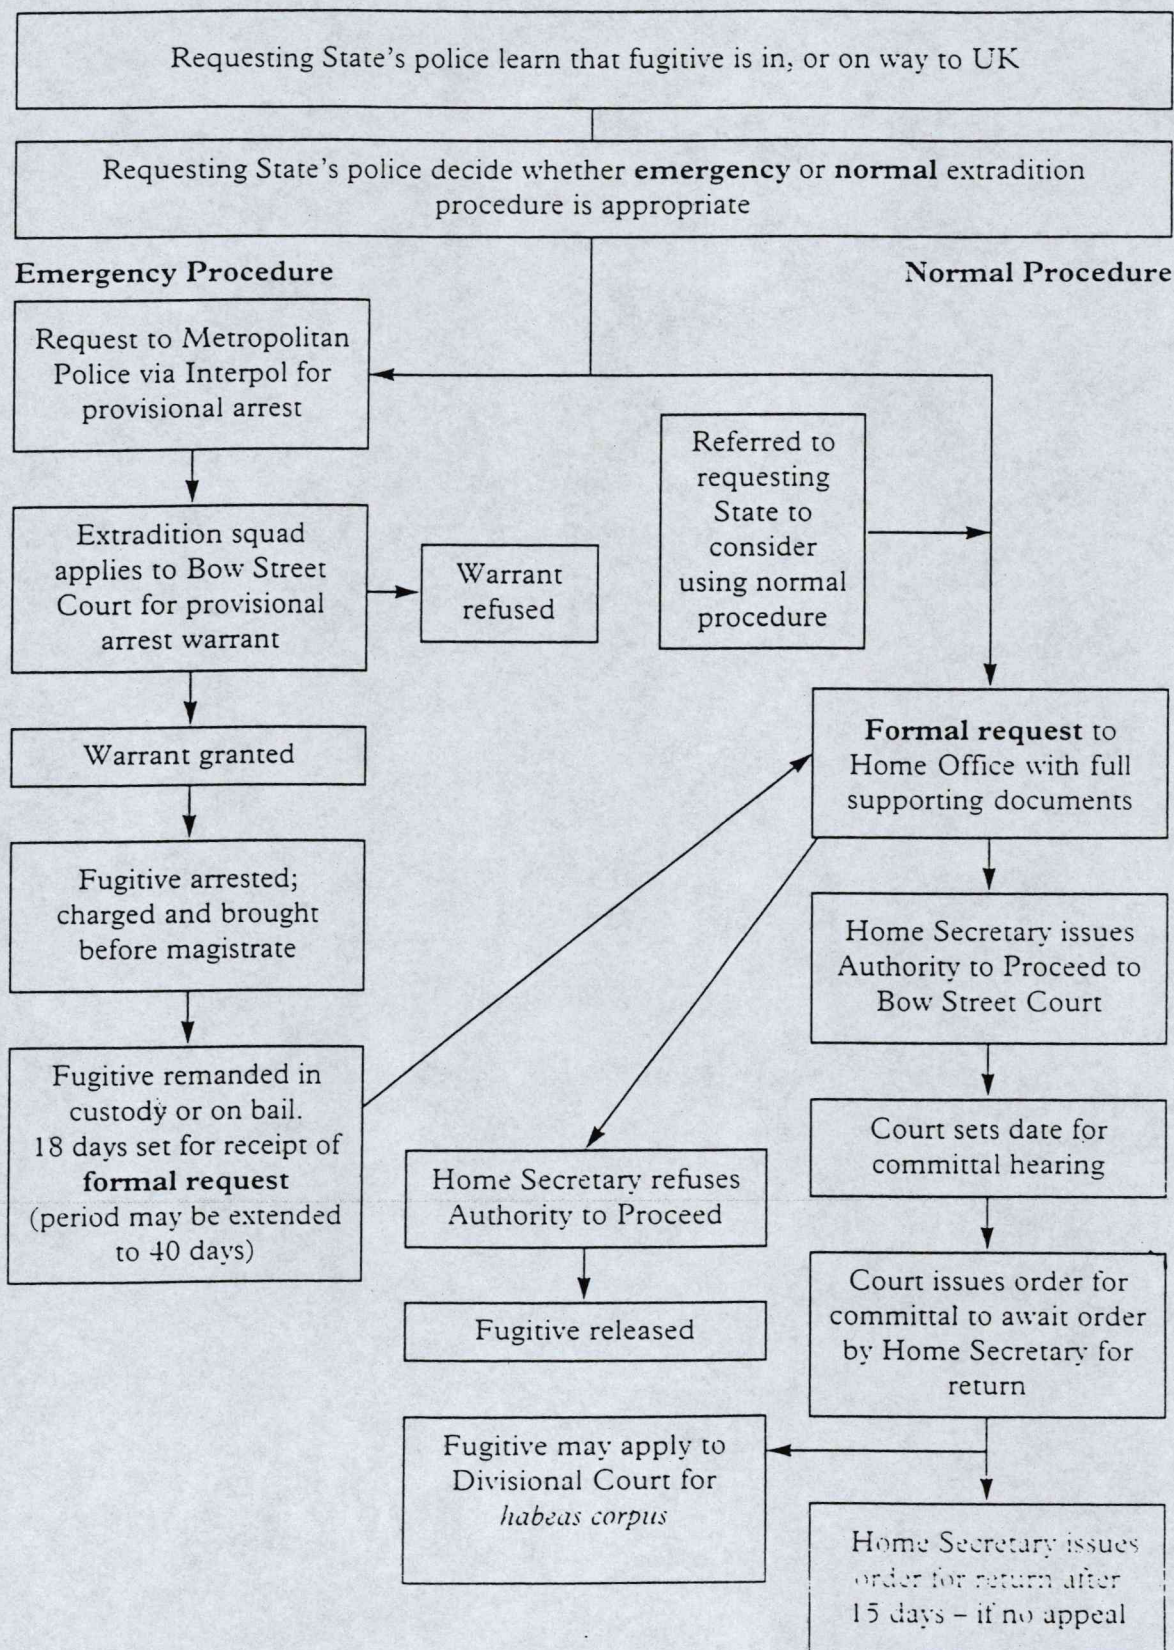 Requesting State's police learn that fugitive is in, or on way to UK
Requesting State's police decide whether emergency or normal extradition
procedure is appropriate
Emergency Procedure
Normal Procedure
Request to Metropolitan
Police via Interpol for
provisional arrest
Referred to
requesting
State to
consider
using normal
procedure
Extradition squad
applies to Bow Street
Court for provisional
arrest warrant
Warrant
refused
Warrant granted
Formal request to
Home Office with full
supporting documents
Fugitive arrested;
charged and brought
before magistrate
Home Secretary issues
Authority to Proceed to
Bow Street Court
Fugitive remanded in
custody or on bail.
18 days set for receipt of
formal request
(period may be extended
to 40 days)
Court sets date for
committal hearing
Home Secretary refuses
Authority to Proceed
Fugitive released
Court issues order for
committal to await order
by Home Secretary for
return
Fugitive may apply to
Divisional Court for
habeas corpus
Home Secretary issues
order for return after
15 days – if no appeal